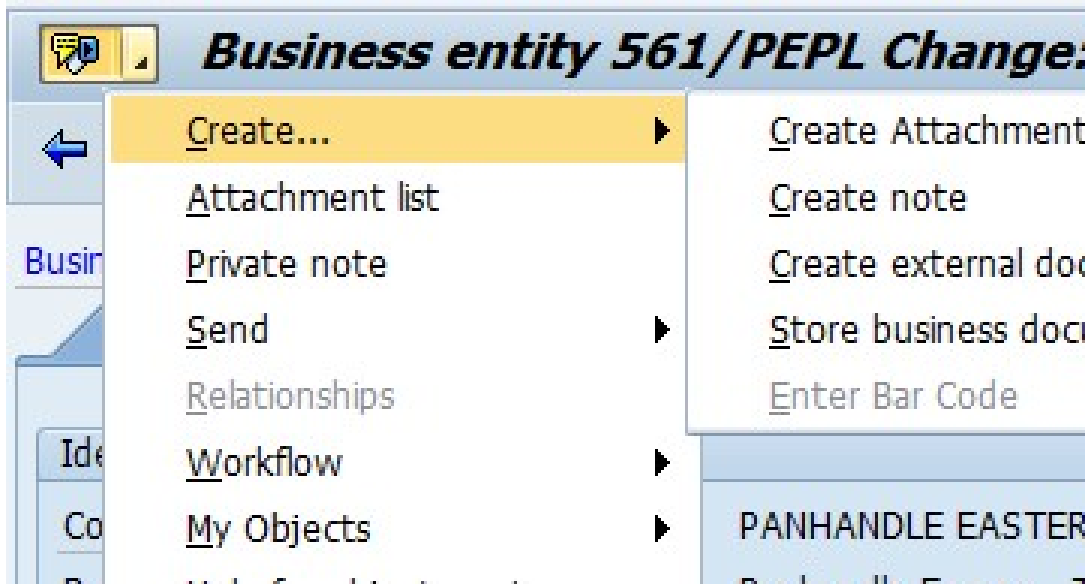 Business entity 561/PEPL Change:
Create...
Create Attachment
Attachment list
Create note
Busin
Private note
Create external doc
Send
Store business docu
Relationships
Enter Bar Code
Ide
Workflow
Co
My Objects
PANHANDLE EASTER